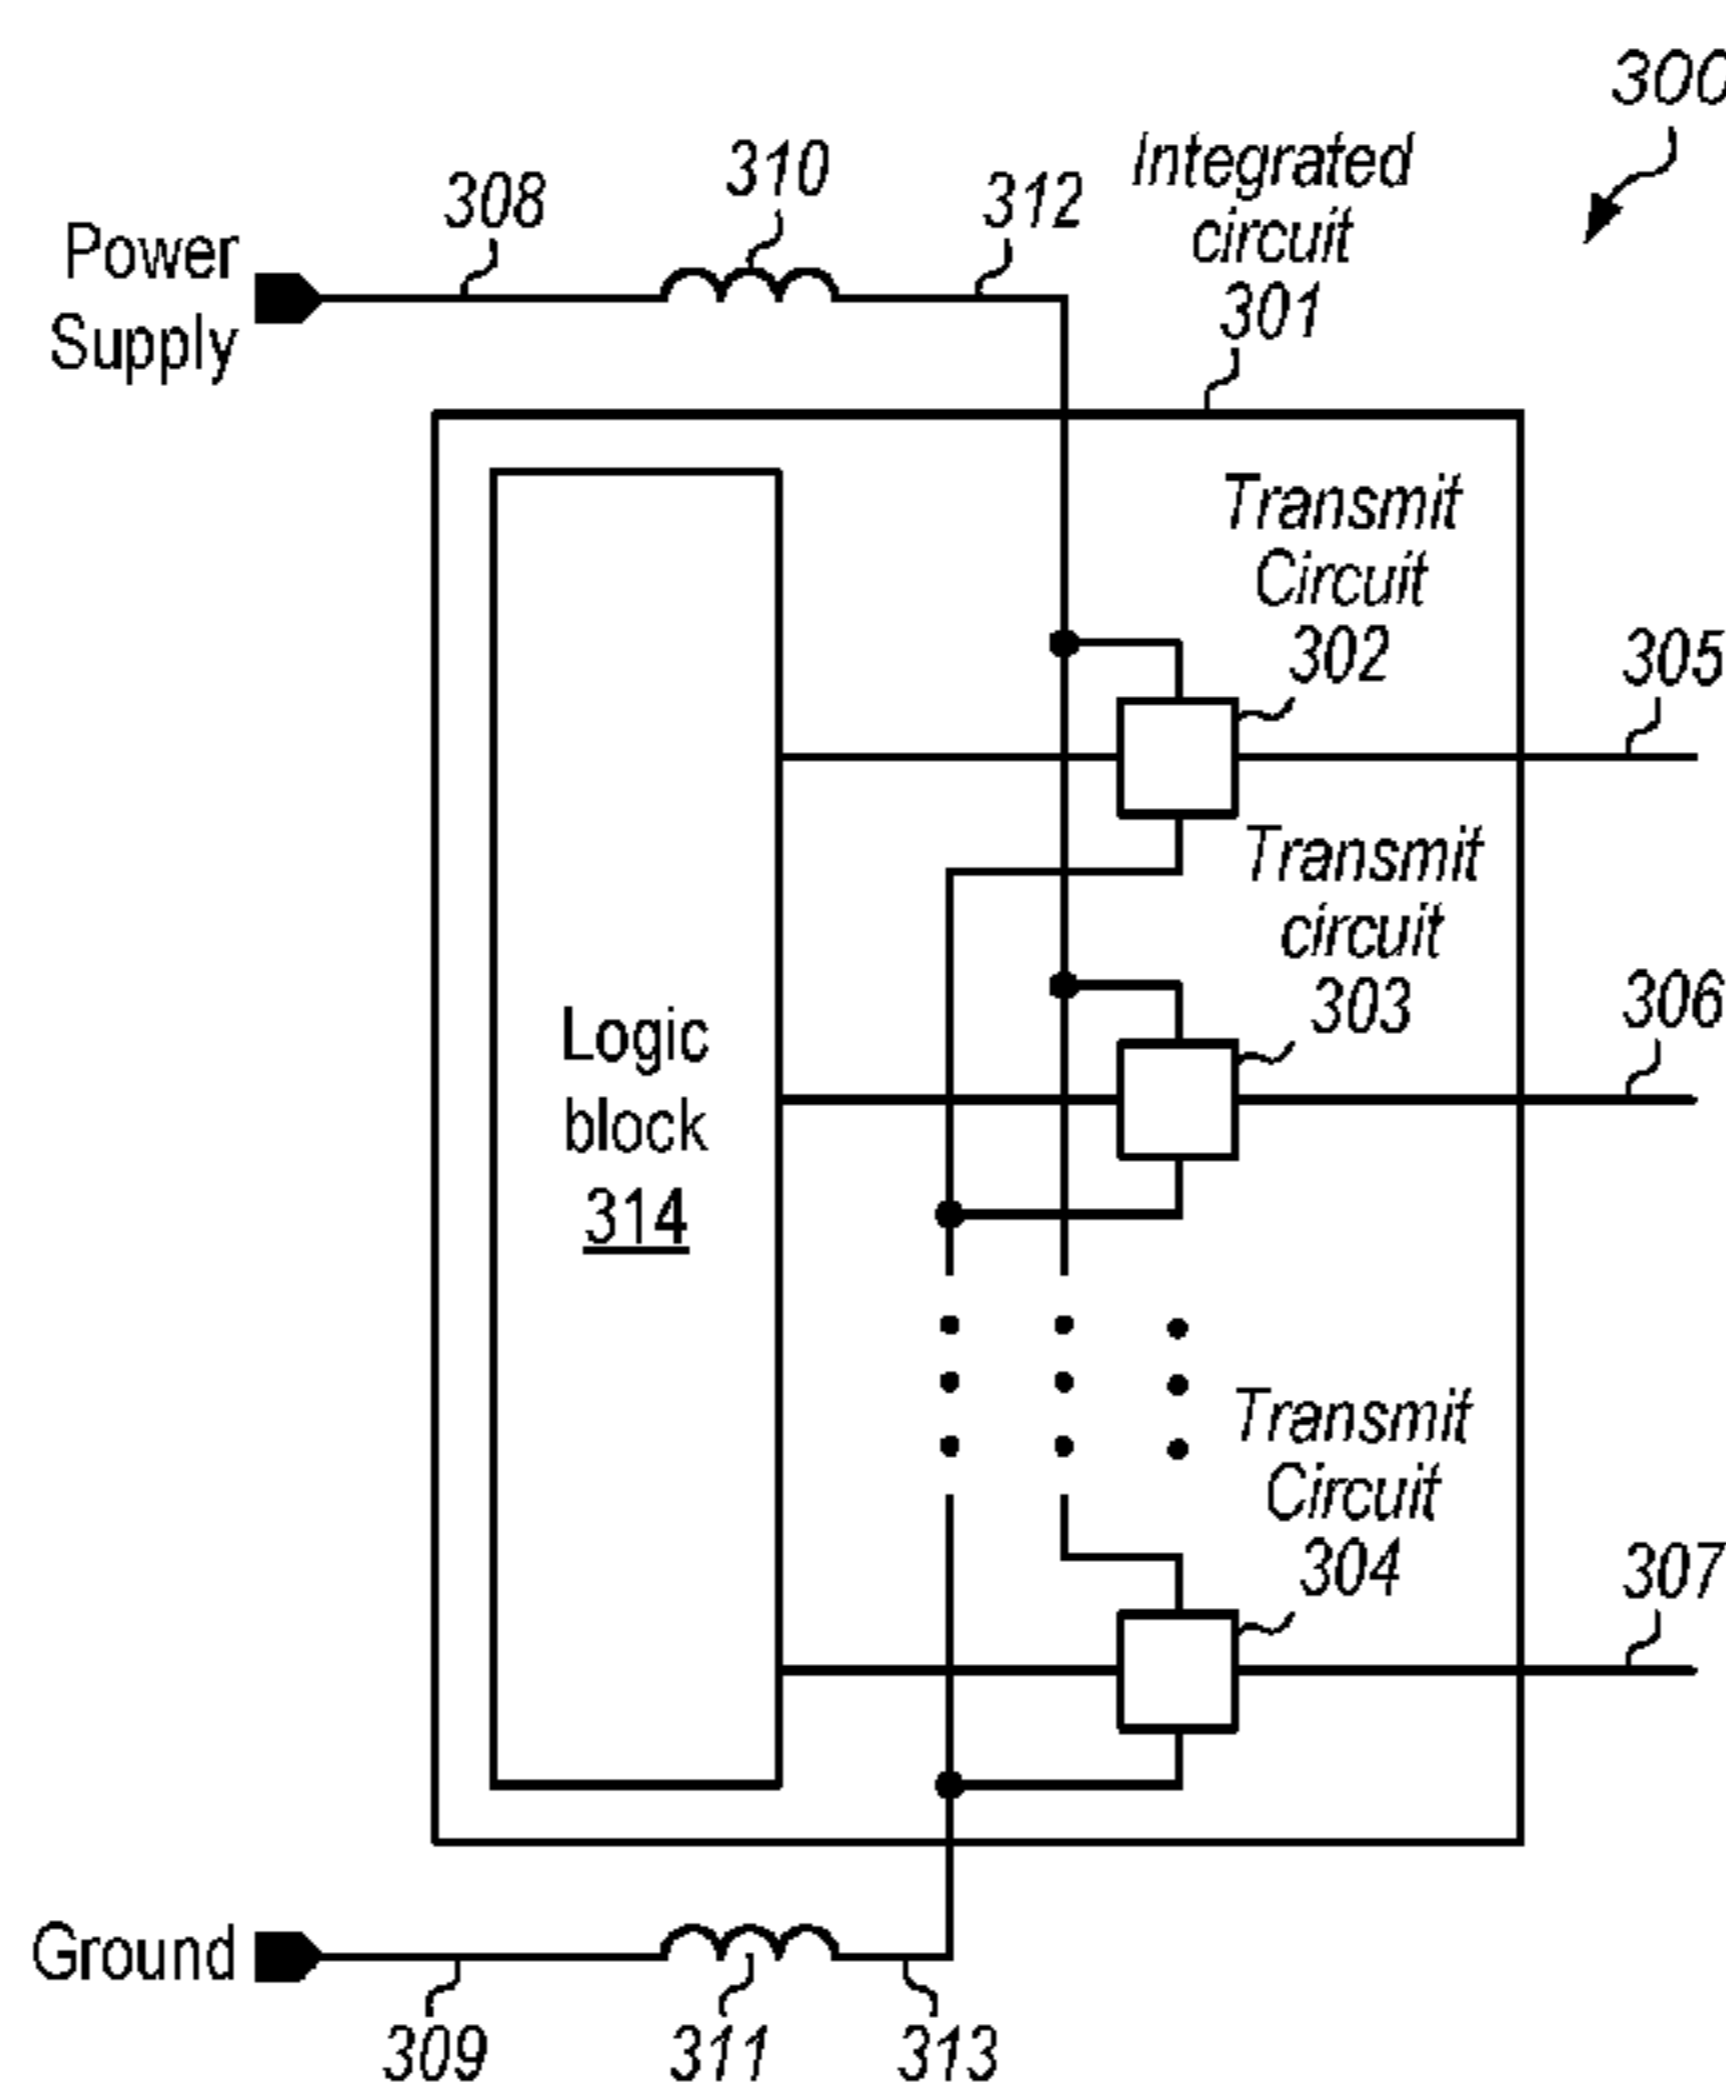 300
Integrated
circuit
301
310
308
312
Power
Supply
Transmit
Circuit
302
305
Transmit
circuit
303
306
Logic
block
314
Transmit
Circuit
304
307
Ground
309
311
313